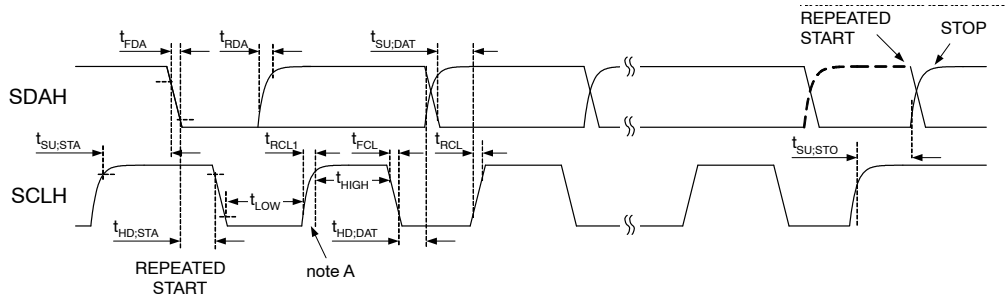 REPEATED
START
STOP
tFDA
tRDA
tSU;DAT
SDAH
tSU;STA
tRCL1
tFCL
tRCL
tSU;STO
SCLH
tLOW
tHIGH
tHD;STA
tHD;DAT
REPEATED
START
note A